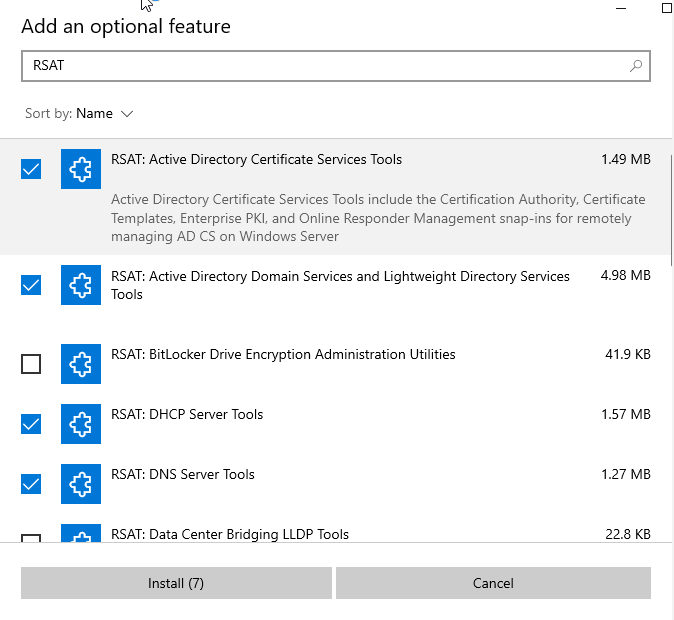 Add an optional feature
RSAT
Sort by: Name
RSAT: Active Directory Certificate Services Tools 1.49 MB
Active Directory Certificate Services Tools include the Certification Authority, Certificate
Templates, Enterprise PKI, and Online Responder Management snap-ins for remotely
managing AD CS on Windows Server
RSAT: Active Directory Domain Services and Lightweight Directory Services 4.98 MB
Tools
RSAT: BitLocker Drive Encryption Administration Utilities 41.9 KB
RSAT: DHCP Server Tools 1.57 MB
RSAT: DNS Server Tools 1.27 MB
RSAT: Data Center Bridging LLDP Tools 22.8 KB
Install (7) Cancel